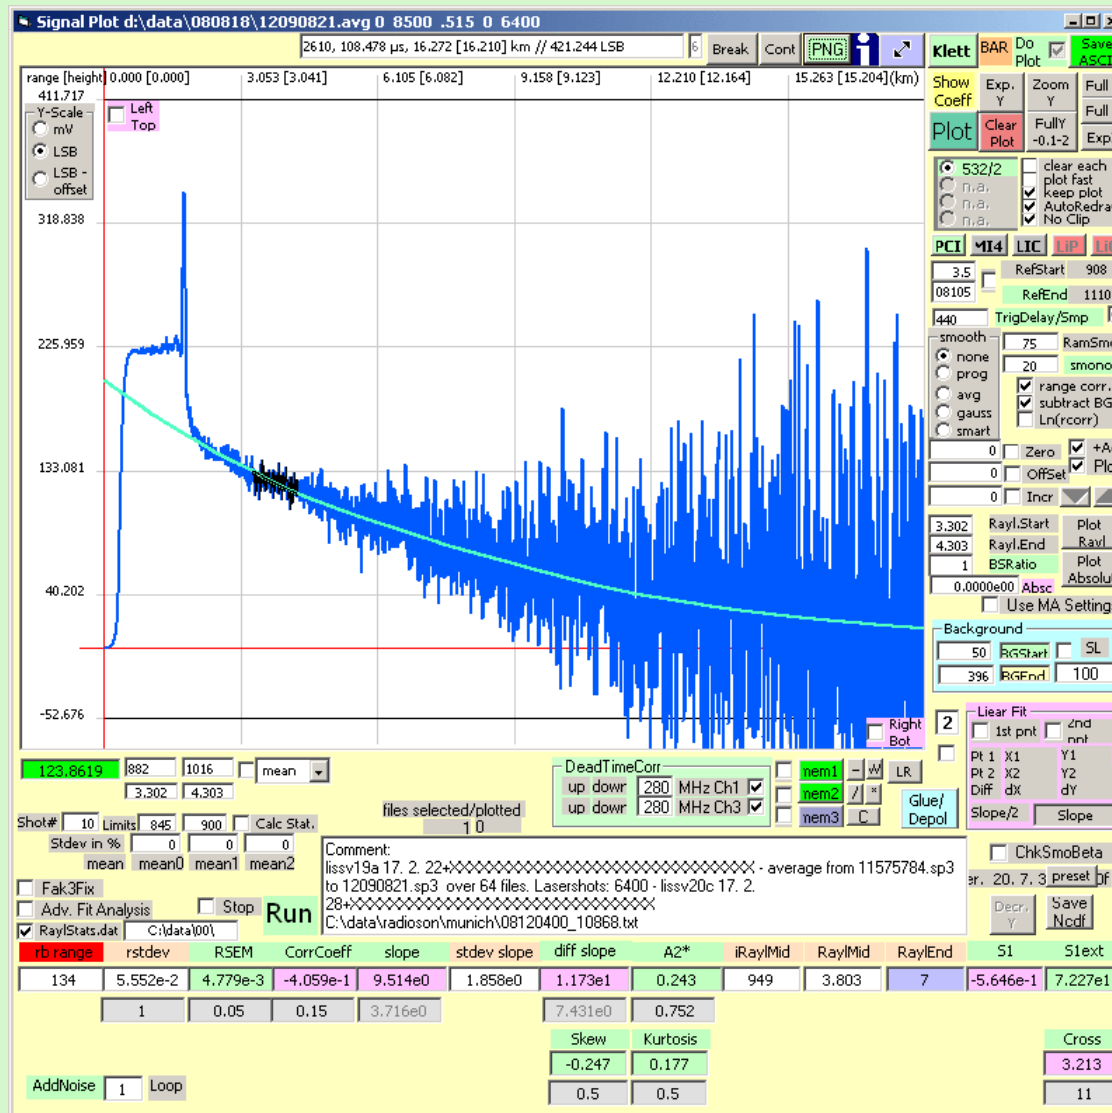 Signal Plot d:\data\080818\12090821.avg 0 8500 .515 0 6400
2610, 108.478 µs, 16.272 [16.210] km // 421.244 LSB
6
Break
Cont
PNG
i
Klett
BAR
Do Plot
Save ASCI
range [height]
0.000 [0.000]
3.053 [3.041]
6.105 [6.082]
9.158 [9.123]
12.210 [12.164]
15.263 [15.204]
(km)
411.717
318.838
225.959
133.081
40.202
-52.676
Y-Scale
mV
LSB
LSB - offset
Left Top
Right Bot
Show Coeff
Exp. Y
Zoom Y
Full
Plot
Clear Plot
FullY -0.1-2
Full
Exp
532/2
n.a.
n.a.
n.a.
clear each
plot fast
keep plot
AutoRedra
No Clip
PCI
MI4
LIC
LiP
3.5
RefStart
908
08105
RefEnd
1110
440
TrigDelay/Smp
smooth
none
prog
avg
gauss
smart
75
RamSm
20
smono
range corr.
subtract BG
Ln(rcorr)
0
Zero
+A
0
OffSet
Plo
0
Incr
3.302
Rayl.Start
Plot Rayl
4.303
Rayl.End
1
BSRatio
Plot Absolu
0.0000e00
Absc
Use MA Setting
Background
50
BGStart
SL
396
BGEnd
100
2
Liear Fit
1st pnt
2nd pnt
Pt 1 X1 Y1
Pt 2 X2 Y2
Diff dX dY
Slope/2
Slope
123.8619
882
1016
mean
3.302
4.303
DeadTimeCorr
up down 280 MHz Ch1
up down 280 MHz Ch3
nem1
-
W
LR
nem2
/
*
nem3
C
Glue/ Depol
files selected/plotted
1 0
Shot#
10
Limits
845
900
Calc Stat.
Stdev in %
0
0
0
mean mean0 mean1 mean2
Fak3Fix
Adv. Fit Analysis
Stop
Run
RaylStats.dat
C:\data\00\
Comment:
lissv19a 17. 2. 22+XXXXXXXXXXXXXXXXXXXXXXXXXXXXXXXX - average from 11575784.sp3
to 12090821.sp3 over 64 files. Lasershots: 6400 - lissv20c 17. 2.
28+XXXXXXXXXXXXXXXXXXXXXXXXXXXXXXXX
C:\data\radioson\munich\08120400_10868.txt
ChkSmoBeta
er. 20. 7. 3
preset
Of
Decr. Y
Save Ncdf
rb range rstdev RSEM CorrCoeff slope stdev slope diff slope A2* iRaylMid RaylMid RaylEnd S1 S1ext
134 5.552e-2 4.779e-3 -4.059e-1 9.514e0 1.858e0 1.173e1 0.243 949 3.803 7 -5.646e-1 7.227e1
1 0.05 0.15 3.716e0 7.431e0 0.752
Skew Kurtosis Cross
-0.247 0.177 3.213
0.5 0.5 11
AddNoise
1
Loop